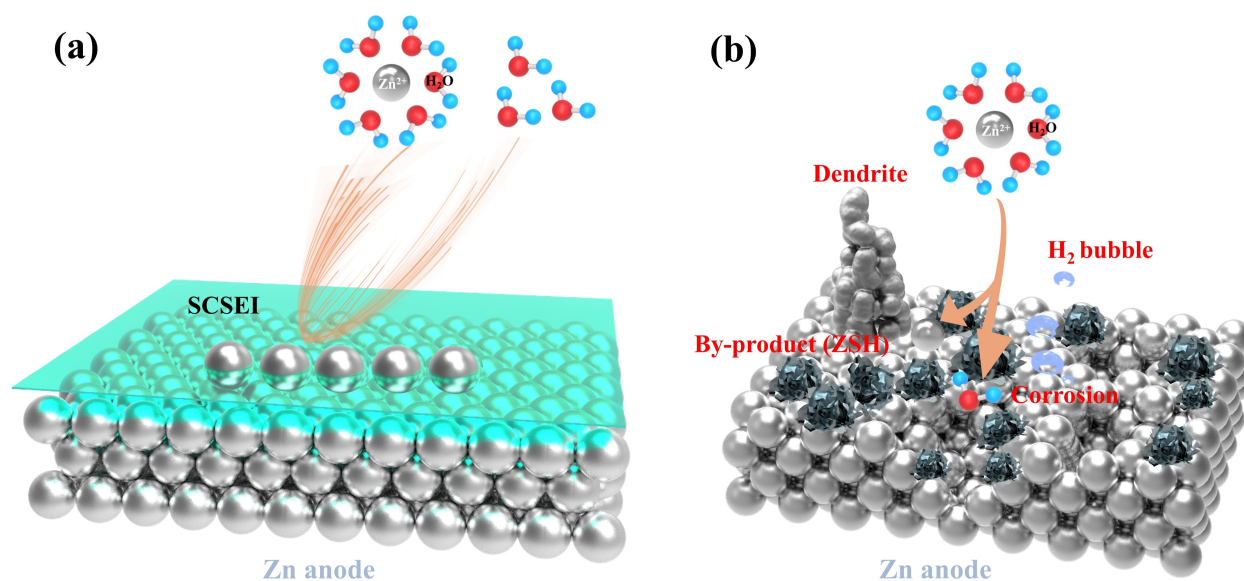 (a)
Zn²⁺
H₂O
SCSEI
Zn anode
(b)
Zn²⁺
H₂O
Dendrite
H₂ bubble
By-product (ZSH)
Corrosion
Zn anode